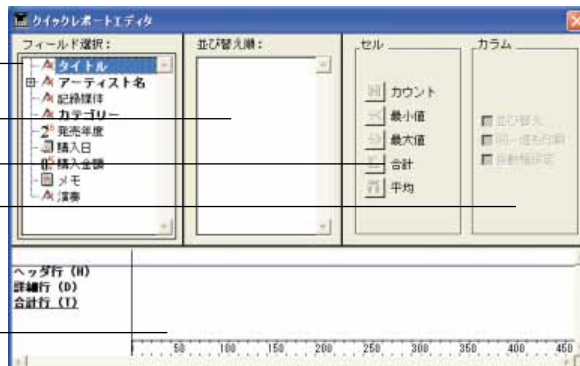 クイックレポートエディタ
フィールド選択：
タイトル
アーティスト名
記録媒体
カテゴリー
発売年度
購入日
購入金額
メモ
演奏
並び替え順：
セル
カウント
最小値
最大値
合計
平均
カラム
並び替え
同一値も印刷
自動幅設定
ヘッダ行 (H)
詳細行 (D)
合計行 (T)
50 100 150 200 250 300 350 400 450